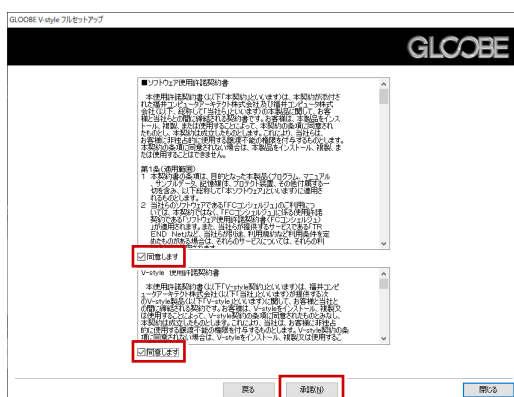 GLOOBE V-style フルセットアップ
GLOOBE
■ソフトウェア使用許諾契約書
本使用許諾契約書(以下「本契約」といいます)は、本契約が添付さ
れた福井コンピュータアーキテクト株式会社及び福井コンピュータ株式
会社(以下、総称して「当社ら」といいます)の本製品に関して、お客
様と当社らとの間に締結される契約書です。お客様は、本製品をインス
トール、複製、または使用することによって、本契約の条項に同意され
たものとし、本契約は成立したものとします。これにより、当社らは、
お客様に非独占的に使用する譲渡不能の権限を付与するものとします。
本契約の条項に同意されない場合は、本製品をインストール、複製、ま
たは使用することはできません。
第1条(適用範囲)
1 本契約書の条項は、目的となった本製品(プログラム、マニュアル
、サンプルデータ、記憶媒体、プロテクト装置、その他付属する一
切を含み、以下総称して「本ソフトウェア」といいます)に適用さ
れるものとします。
2 当社らのソフトウェアである「FCコンシェルジュ」のご利用につ
いては、本契約ではなく、「FCコンシェルジュ」に係る使用許諾
契約である「ソフトウェア使用許諾契約書(FCコンシェルジュ)
」が適用されます。また、当社らが提供するサービスである「TR
END Net」など、当社らが別途、利用規約など利用条件を定
めたものがある場合は、それらのサービスについては、それらの利
同意します
V-style 使用許諾契約書
本使用許諾契約書(以下「V-style契約」といいます)は、福井コンピ
ュータアーキテクト株式会社(以下「当社」といいます)が提供する次
のV-style製品(以下「V-style」といいます)に関して、お客様と当社と
の間に締結される契約です。お客様は、V-styleをインストール、複製又
は使用することによって、V-style契約の条項に同意されたものとみなし、
本契約は成立したものとします。これにより、当社は、お客様に非独占
的に使用する譲渡不能の権限を付与するものとします。V-style契約の条
項に同意されない場合は、V-styleをインストール、複製又は使用するこ
同意します
戻る
承諾(N)
閉じる